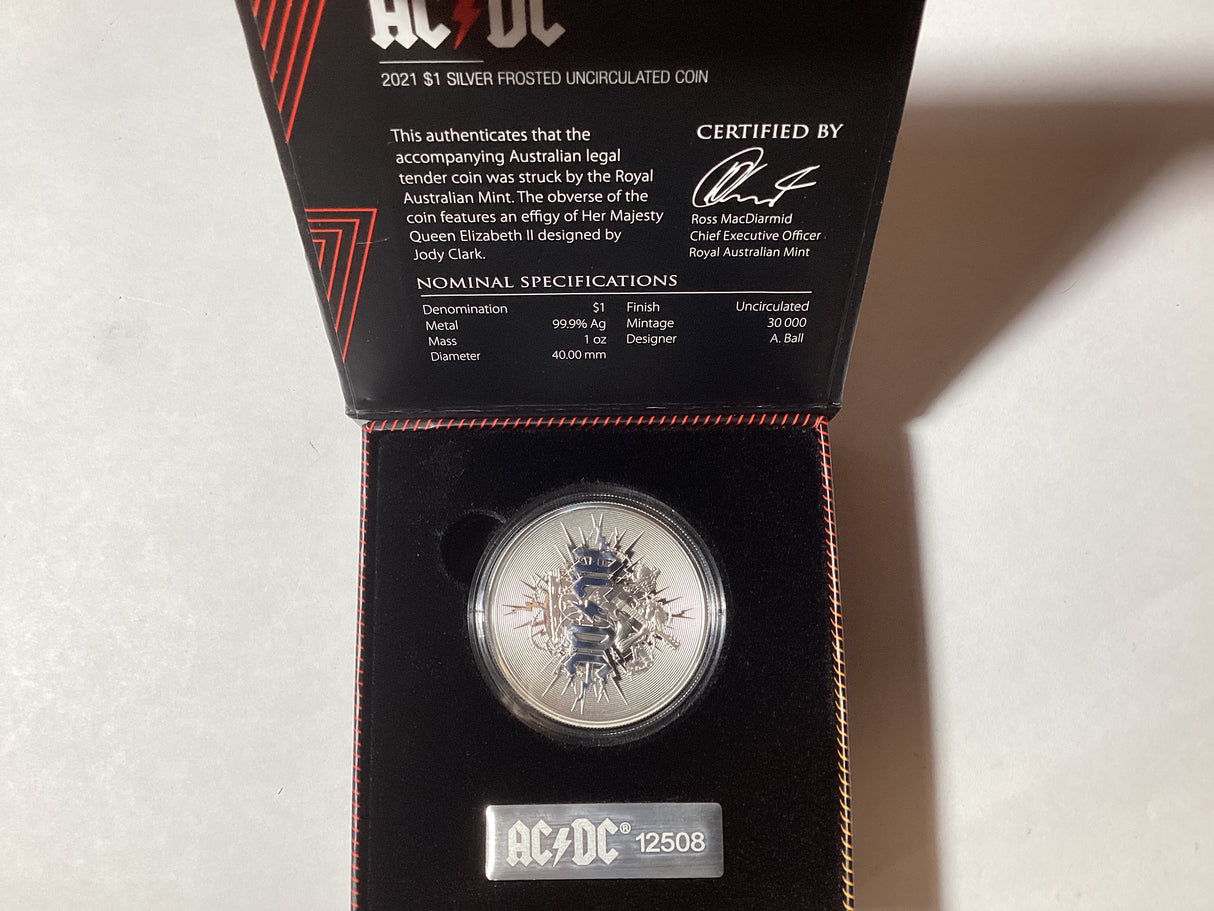 AC DC
2021 $1 SILVER FROSTED UNCIRCULATED COIN
This authenticates that the
accompanying Australian legal
tender coin was struck by the Royal
Australian Mint. The obverse of the
coin features an effigy of Her Majesty
Queen Elizabeth II designed by
Jody Clark.
CERTIFIED BY
Ross MacDiarmid
Chief Executive Officer
Royal Australian Mint
NOMINAL SPECIFICATIONS
Denomination $1 Finish Uncirculated
Metal 99.9% Ag Mintage 30 000
Mass 1 oz Designer A. Ball
Diameter 40.00 mm
AC DC
AC DC® 12508